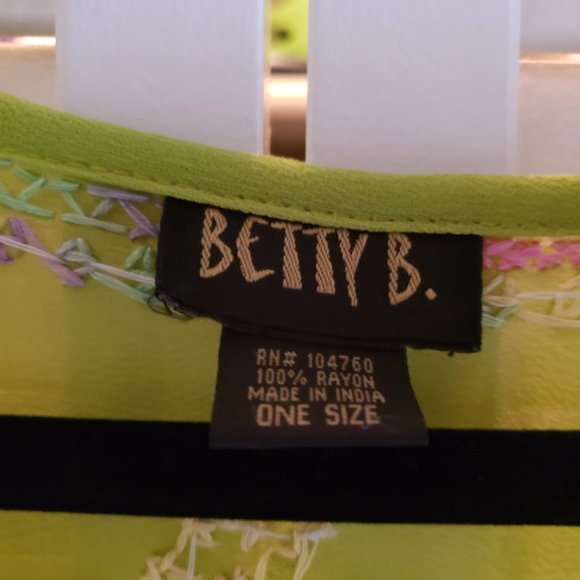 BETTY B.
RN# 104760
100% RAYON
MADE IN INDIA
ONE SIZE